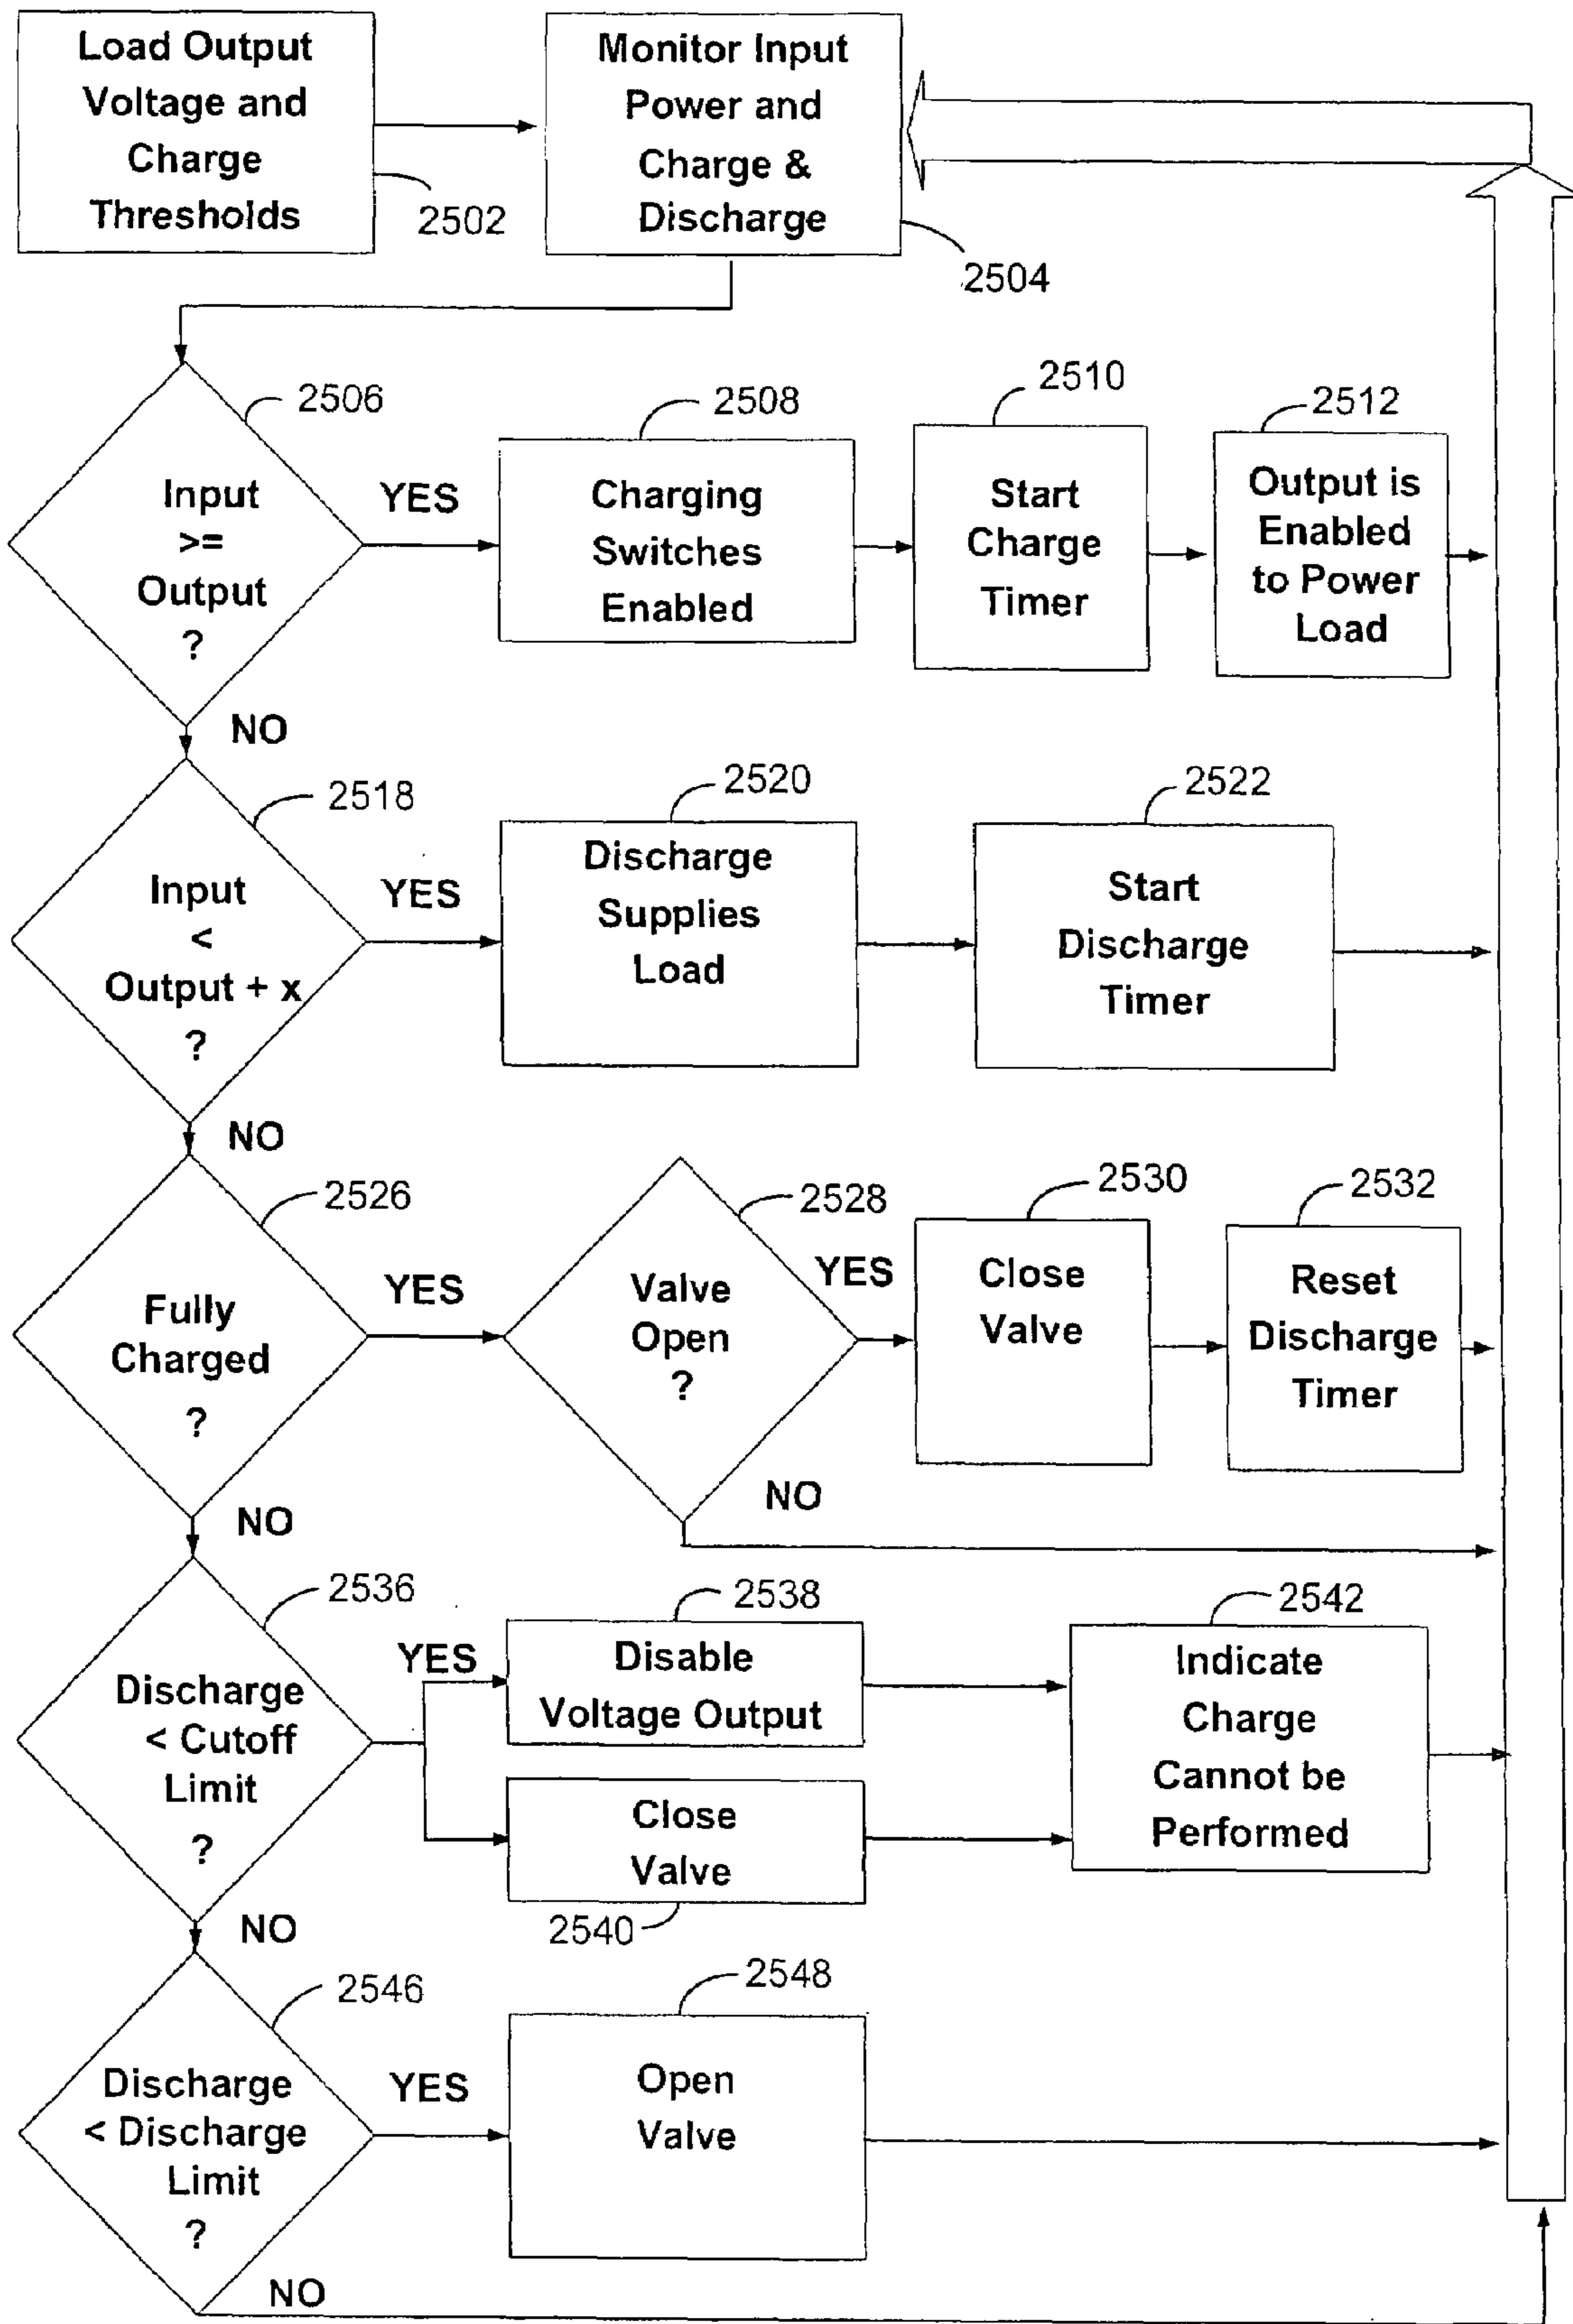 Load Output
Voltage and
Charge
Thresholds
2502
Monitor Input
Power and
Charge &
Discharge
2504
2506
Input
>=
Output
?
YES
2508
Charging
Switches
Enabled
2510
Start
Charge
Timer
2512
Output is
Enabled
to Power
Load
NO
2518
Input
<
Output + x
?
YES
2520
Discharge
Supplies
Load
2522
Start
Discharge
Timer
NO
2526
Fully
Charged
?
YES
2528
Valve
Open
?
YES
2530
Close
Valve
2532
Reset
Discharge
Timer
NO
NO
2536
Discharge
< Cutoff
Limit
?
YES
2538
Disable
Voltage Output
Close
Valve
2540
2542
Indicate
Charge
Cannot be
Performed
NO
2546
Discharge
< Discharge
Limit
?
YES
2548
Open
Valve
NO